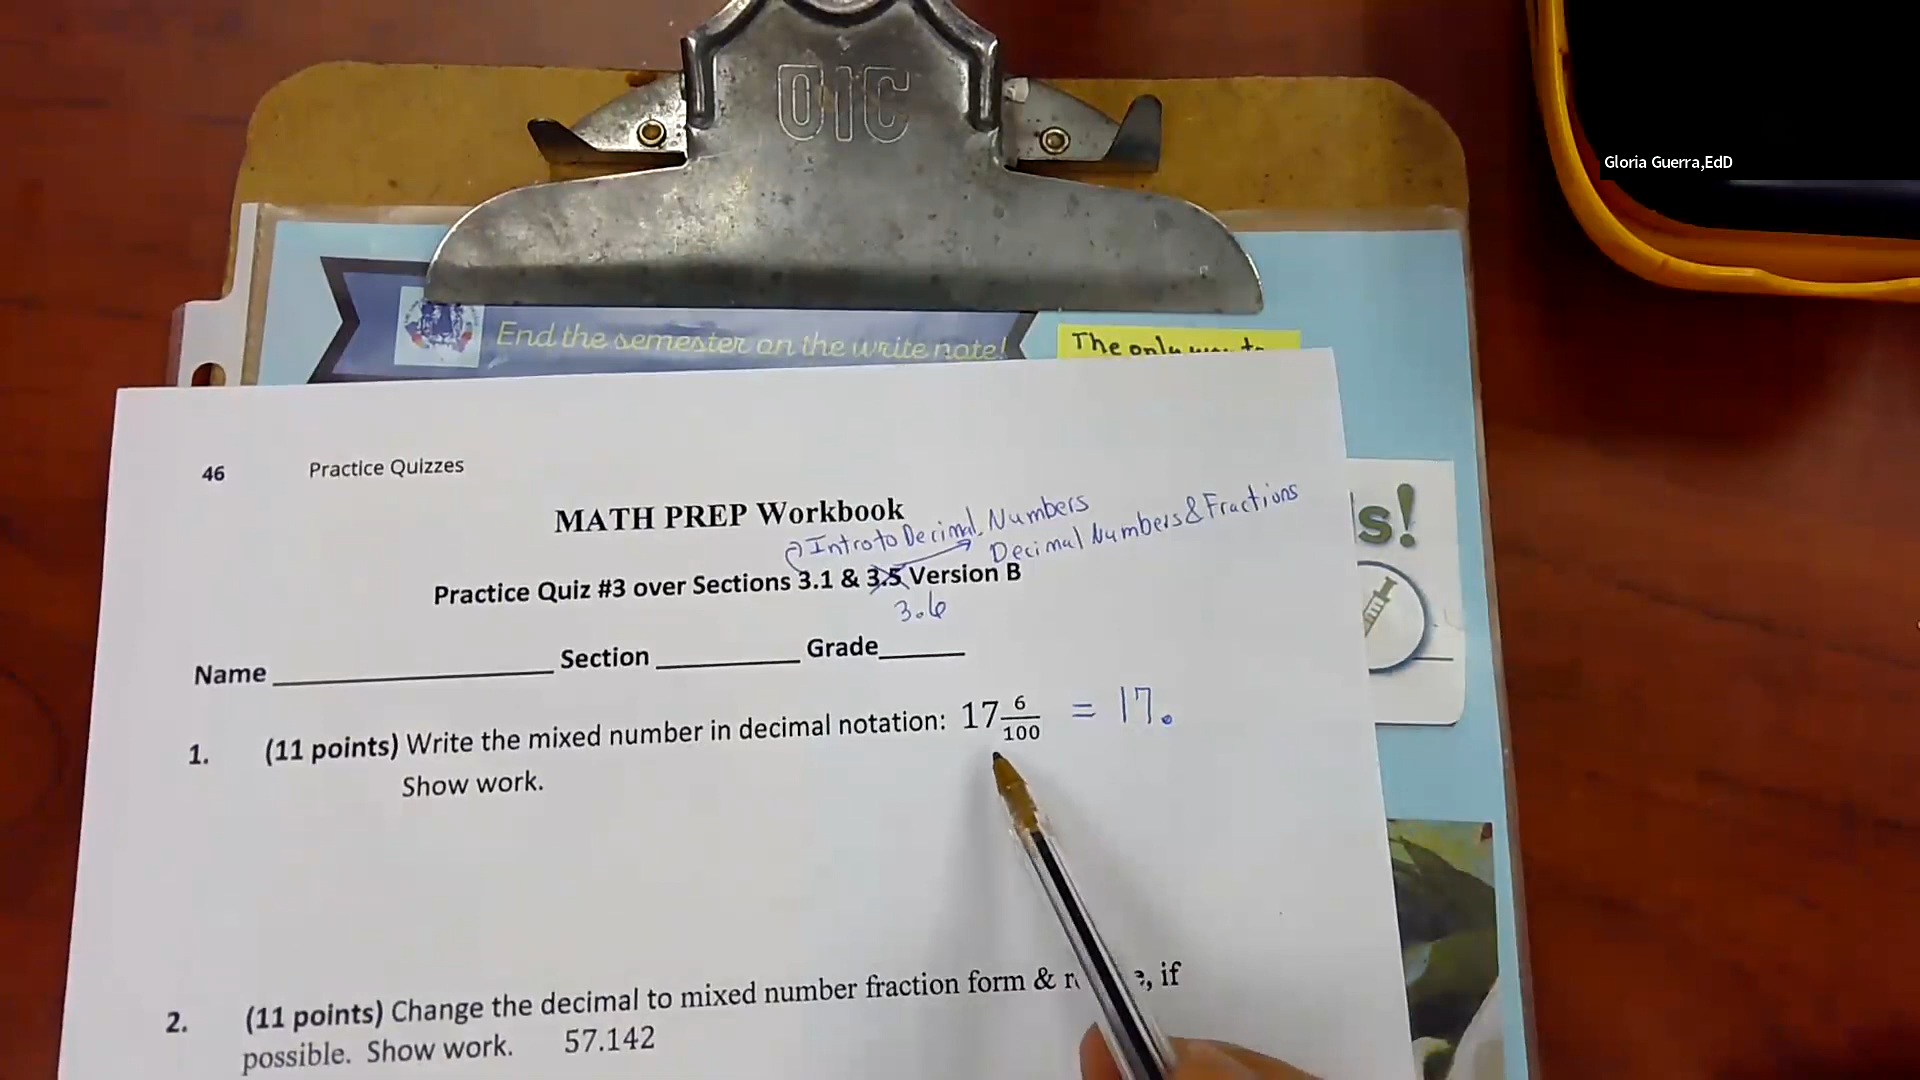 OIC
Gloria Guerra,EdD
End the semester on the write note!
The only
s!
46 Practice Quizzes
MATH PREP Workbook
Intro to Decimal Numbers
Decimal Numbers & Fractions
Practice Quiz #3 over Sections 3.1 & 3.5 Version B
3.6
Name Section Grade
1. (11 points) Write the mixed number in decimal notation: 17 6/100 = 17.
Show work.
2. (11 points) Change the decimal to mixed number fraction form & if
possible. Show work. 57.142